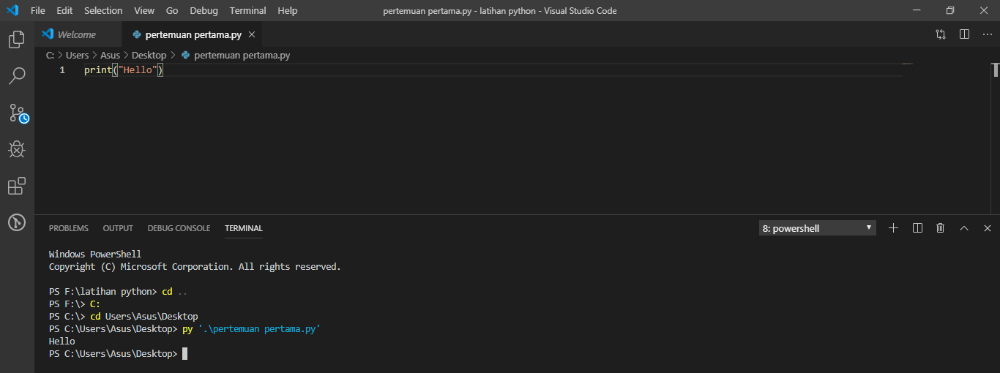 File Edit Selection View Go Debug Terminal Help pertemuan pertama.py - latihan python - Visual Studio Code
Welcome pertemuan pertama.py
C: > Users > Asus > Desktop > pertemuan pertama.py
1 print("Hello")
PROBLEMS OUTPUT DEBUG CONSOLE TERMINAL 8: powershell
Windows PowerShell
Copyright (C) Microsoft Corporation. All rights reserved.
PS F:\latihan python> cd ..
PS F:\> C:
PS C:\> cd Users\Asus\Desktop
PS C:\Users\Asus\Desktop> py '.\pertemuan pertama.py'
Hello
PS C:\Users\Asus\Desktop>